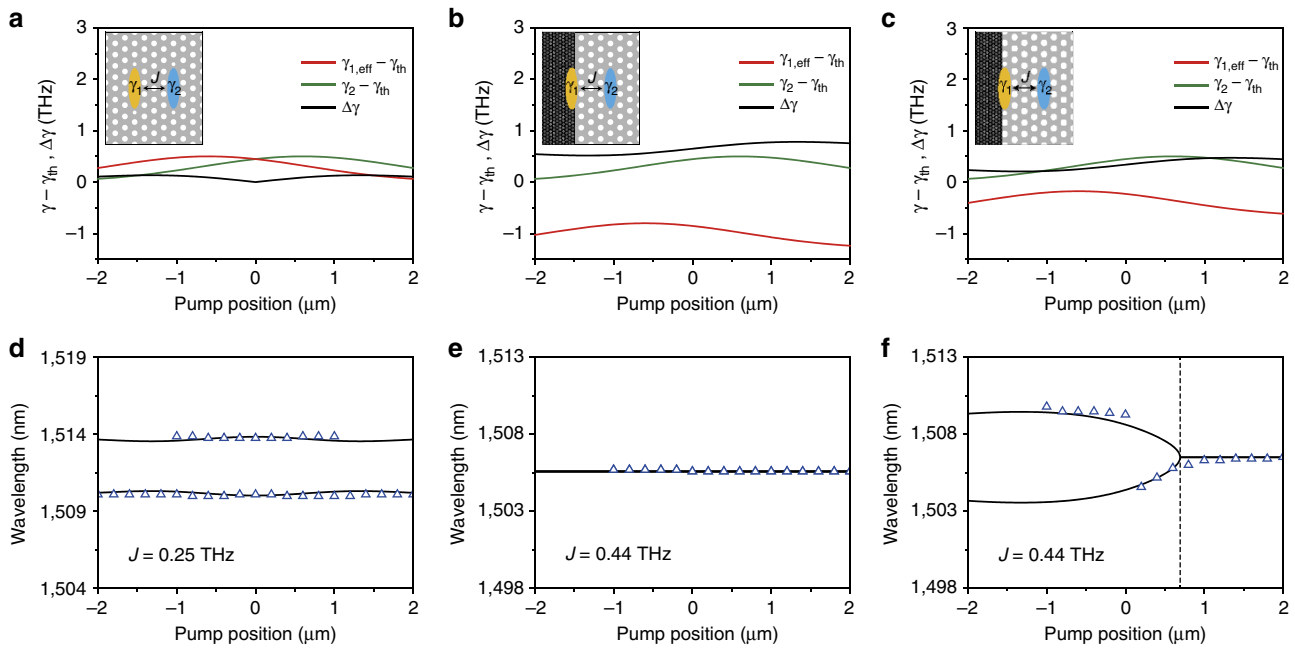 a
3
2
1
0
−1
γ − γth , Δγ (THz)
γ1 J γ2
γ1,eff − γth
γ2 − γth
Δγ
−2 −1 0 1 2
Pump position (μm)
b
3
2
1
0
−1
γ − γth , Δγ (THz)
γ1 J γ2
γ1,eff − γth
γ2 − γth
Δγ
−2 −1 0 1 2
Pump position (μm)
c
3
2
1
0
−1
γ − γth , Δγ (THz)
γ1 J γ2
γ1,eff − γth
γ2 − γth
Δγ
−2 −1 0 1 2
Pump position (μm)
d
1,519
1,514
1,509
1,504
Wavelength (nm)
J = 0.25 THz
−2 −1 0 1 2
Pump position (μm)
e
1,513
1,508
1,503
1,498
Wavelength (nm)
J = 0.44 THz
−2 −1 0 1 2
Pump position (μm)
f
1,513
1,508
1,503
1,498
Wavelength (nm)
J = 0.44 THz
−2 −1 0 1 2
Pump position (μm)